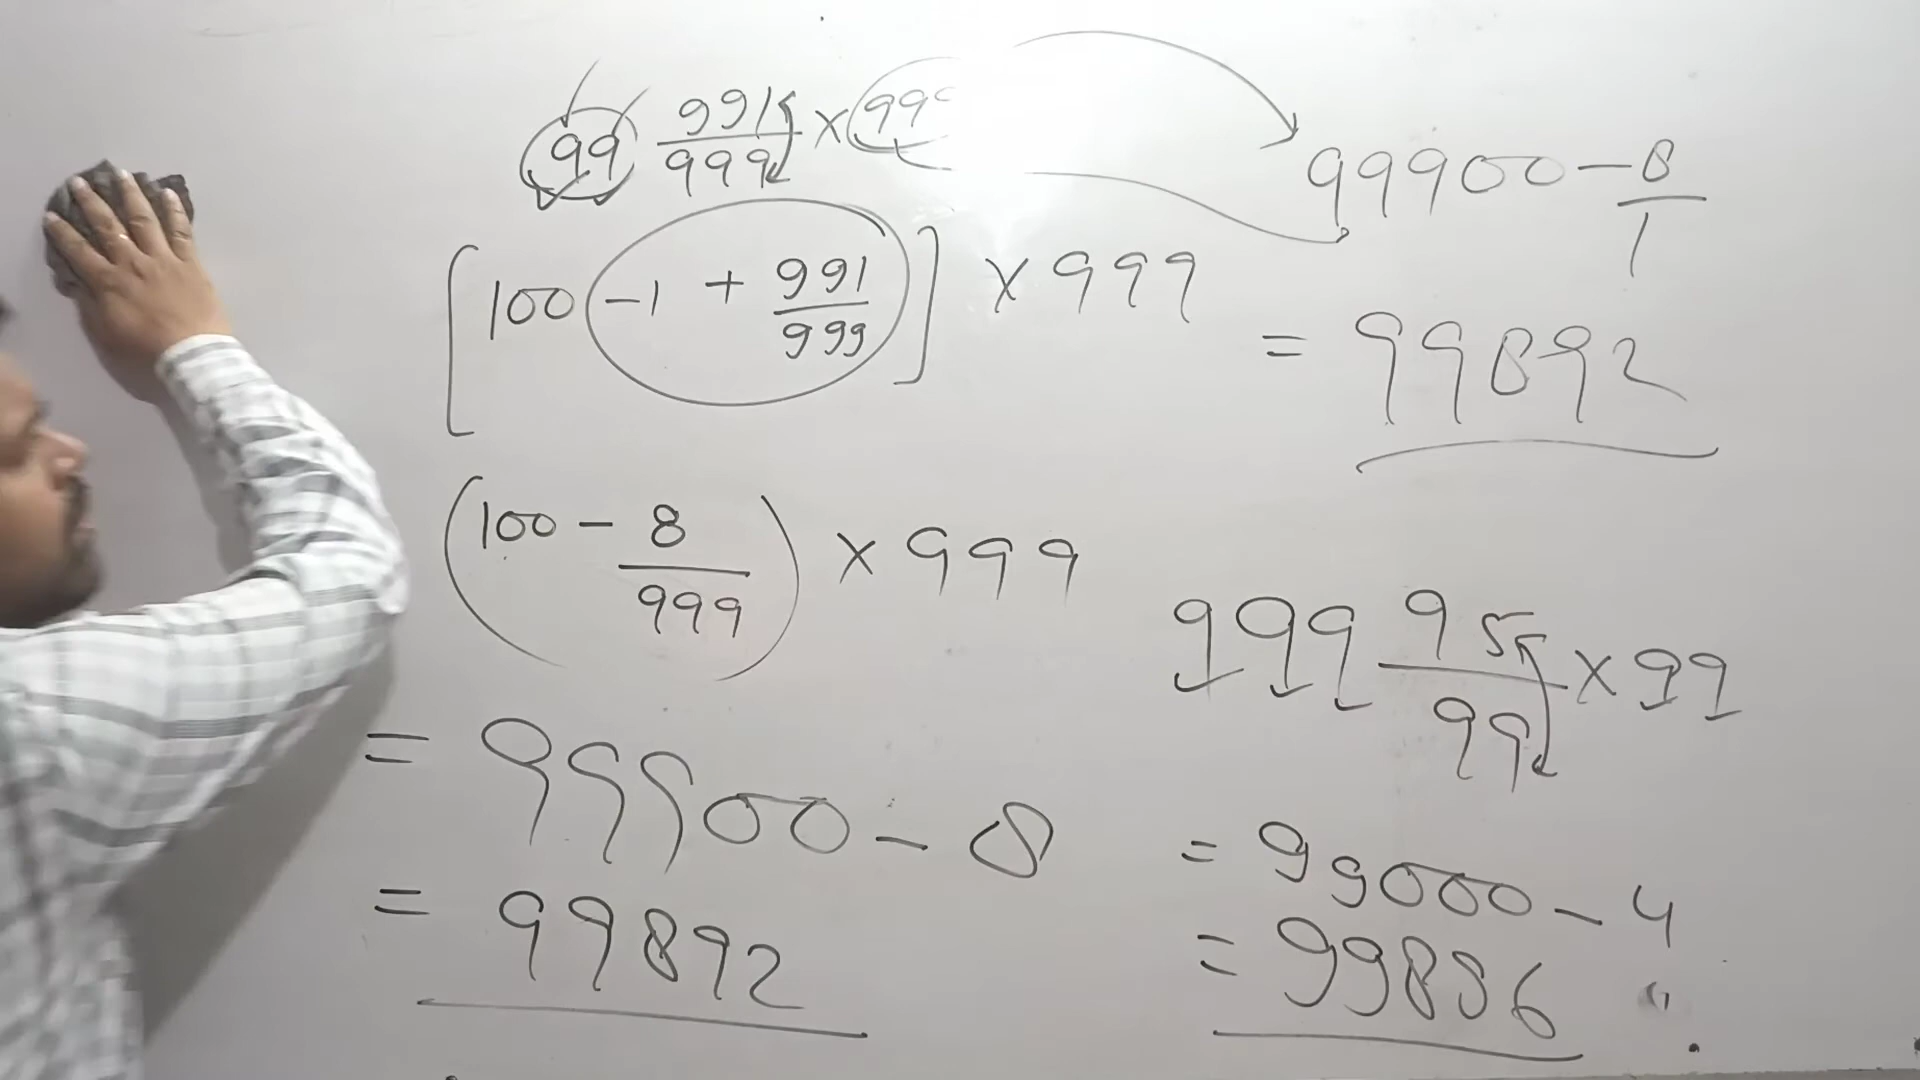 99 991/999 × 999
[100 - 1 + 991/999] × 999
(100 - 8/999) × 999
= 99900 - 8
= 99892
99900 - 8/1
= 99892
999 955/99 × 99
= 99000 - 4
= 99896